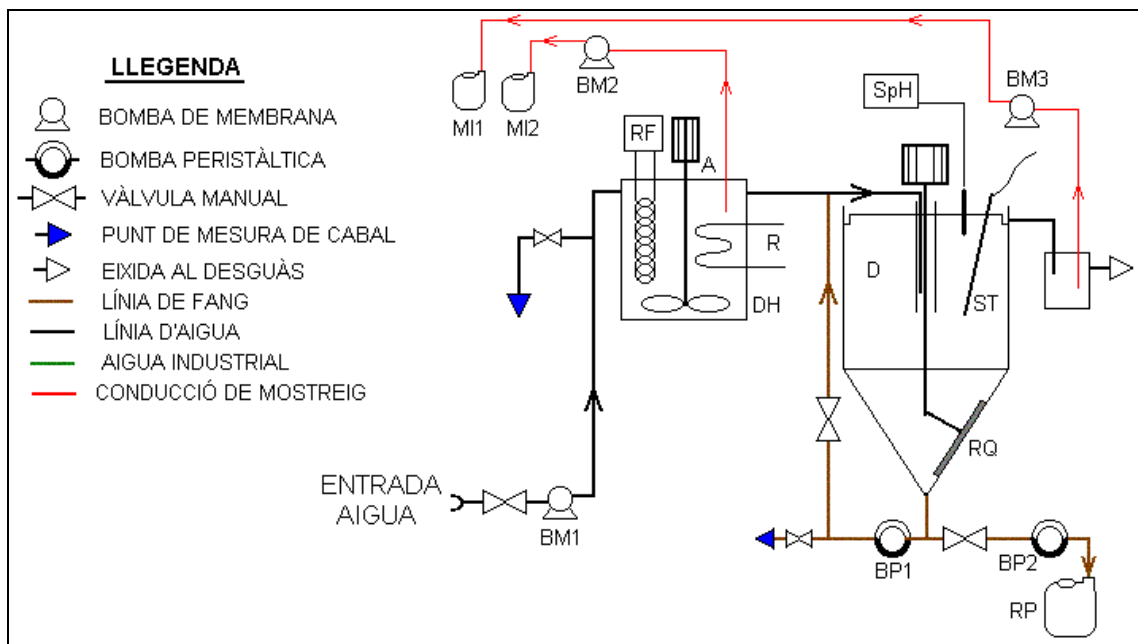 LLEGENDA
BOMBA DE MEMBRANA
BOMBA PERISTÀLTICA
VÀLVULA MANUAL
PUNT DE MESURA DE CABAL
EIXIDA AL DESGUÀS
LÍNIA DE FANG
LÍNIA D'AIGUA
AIGUA INDUSTRIAL
CONDUCCIÓ DE MOSTREIG
MI1
MI2
BM2
BM3
SpH
RF
A
R
DH
D
ST
RQ
ENTRADA
AIGUA
BM1
BP1
BP2
RP